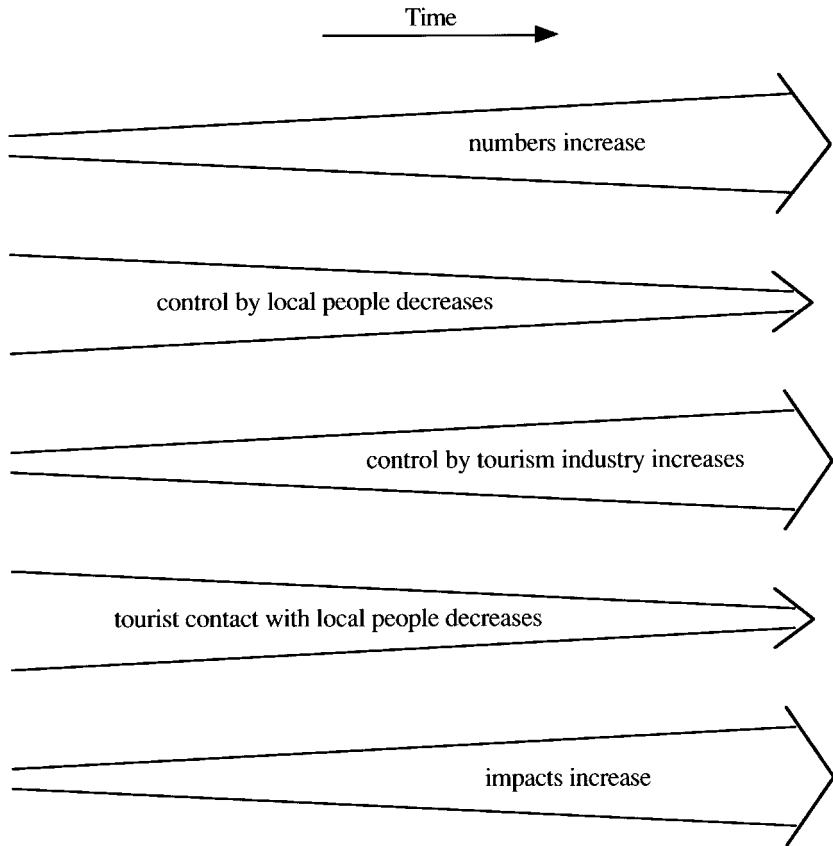 Time
numbers increase
control by local people decreases
control by tourism industry increases
tourist contact with local people decreases
impacts increase